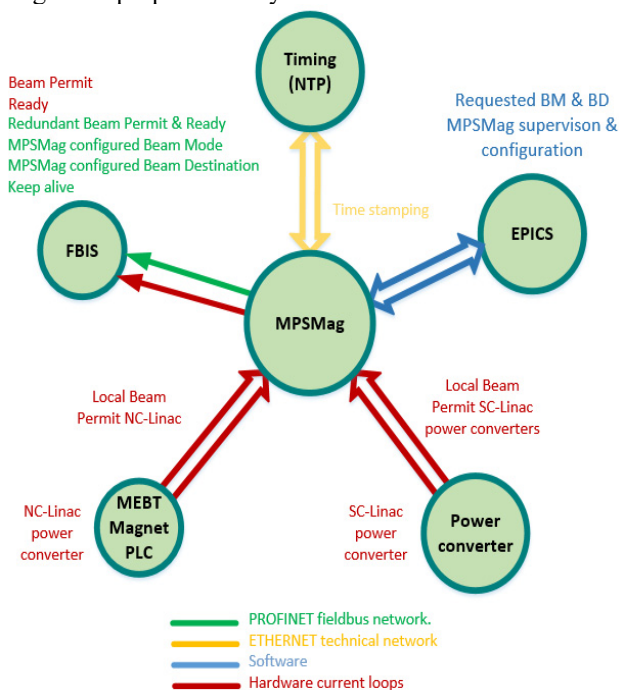 Timing
(NTP)
Beam Permit
Ready
Redundant Beam Permit & Ready
MPSMag configured Beam Mode
MPSMag configured Beam Destination
Keep alive
Requested BM & BD
MPSMag supervison &
configuration
Time stamping
FBIS
EPICS
MPSMag
Local Beam
Permit NC-Linac
Local Beam
Permit SC-Linac
power converters
NC-Linac
power
converter
MEBT
Magnet
PLC
SC-Linac
power
converter
Power
converter
PROFINET fieldbus network.
ETHERNET technical network
Software
Hardware current loops